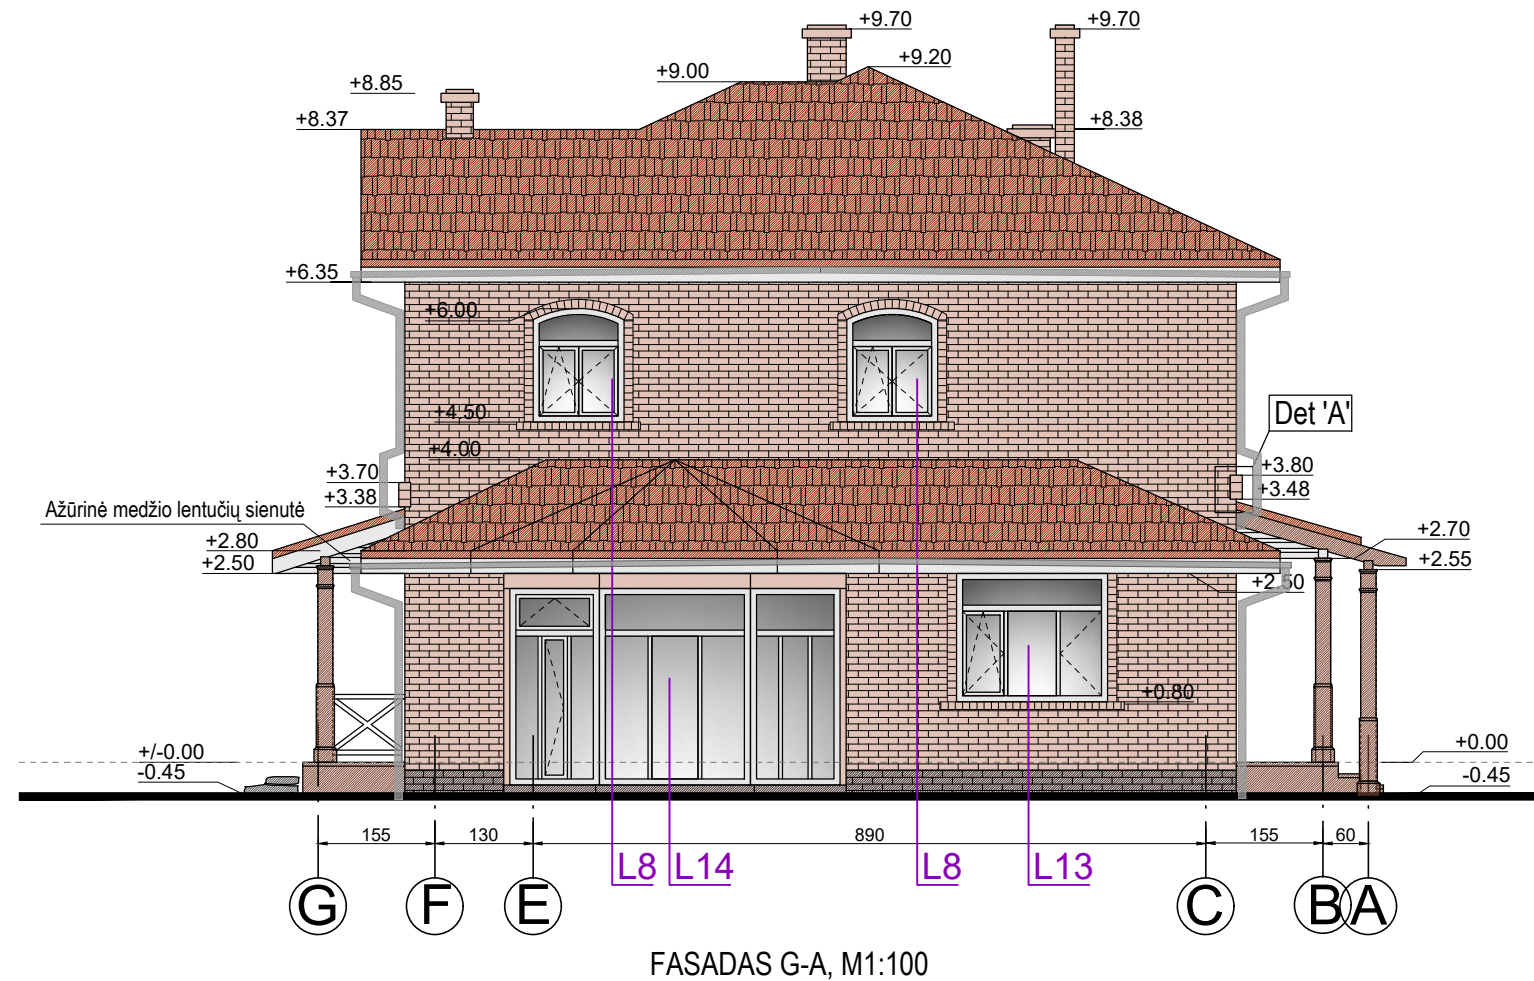 +9.70
+9.70
+9.20
+9.00
+8.85
+8.37
+8.38
+6.35
+6.00
+4.50
Det 'A'
+4.00
+3.70
+3.80
+3.38
+3.48
Ažūrinė medžio lentučių sienutė
+2.80
+2.70
+2.50
+2.55
+2.50
+0.80
+/-0.00
+0.00
-0.45
-0.45
155
130
890
155
60
L8
L14
L8
L13
G
F
E
C
B
A
FASADAS G-A, M1:100